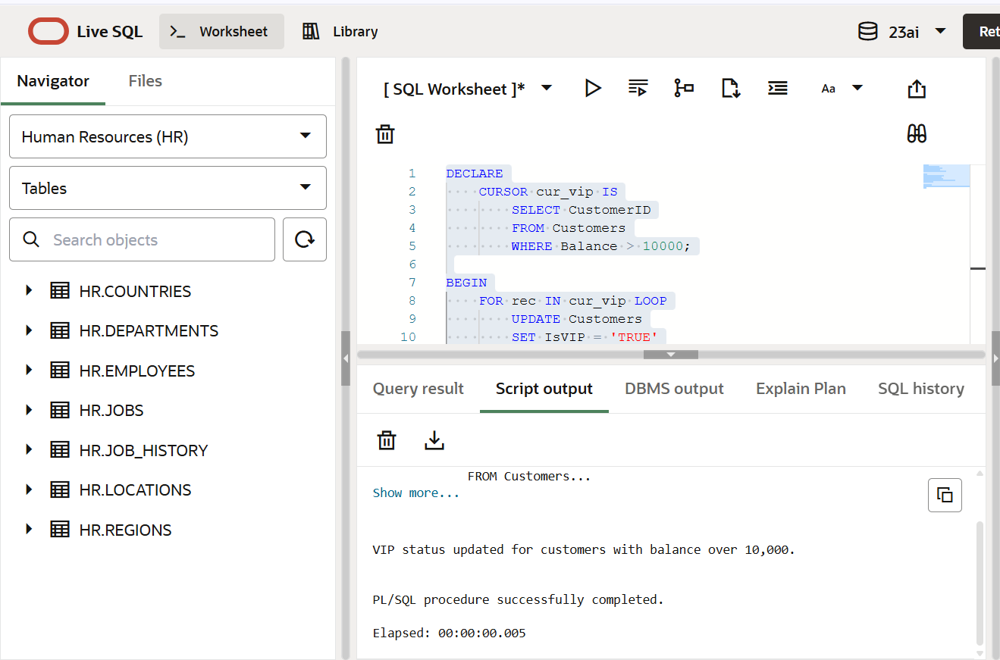 Live SQL
Worksheet
Library
23ai
Ret
Navigator
Files
Human Resources (HR)
Tables
Search objects
HR.COUNTRIES
HR.DEPARTMENTS
HR.EMPLOYEES
HR.JOBS
HR.JOB_HISTORY
HR.LOCATIONS
HR.REGIONS
[ SQL Worksheet ]*
Aa
1 DECLARE
2 CURSOR cur_vip IS
3 SELECT CustomerID
4 FROM Customers
5 WHERE Balance > 10000;
6
7 BEGIN
8 FOR rec IN cur_vip LOOP
9 UPDATE Customers
10 SET IsVIP = 'TRUE'
Query result
Script output
DBMS output
Explain Plan
SQL history
FROM Customers...
Show more...
VIP status updated for customers with balance over 10,000.
PL/SQL procedure successfully completed.
Elapsed: 00:00:00.005